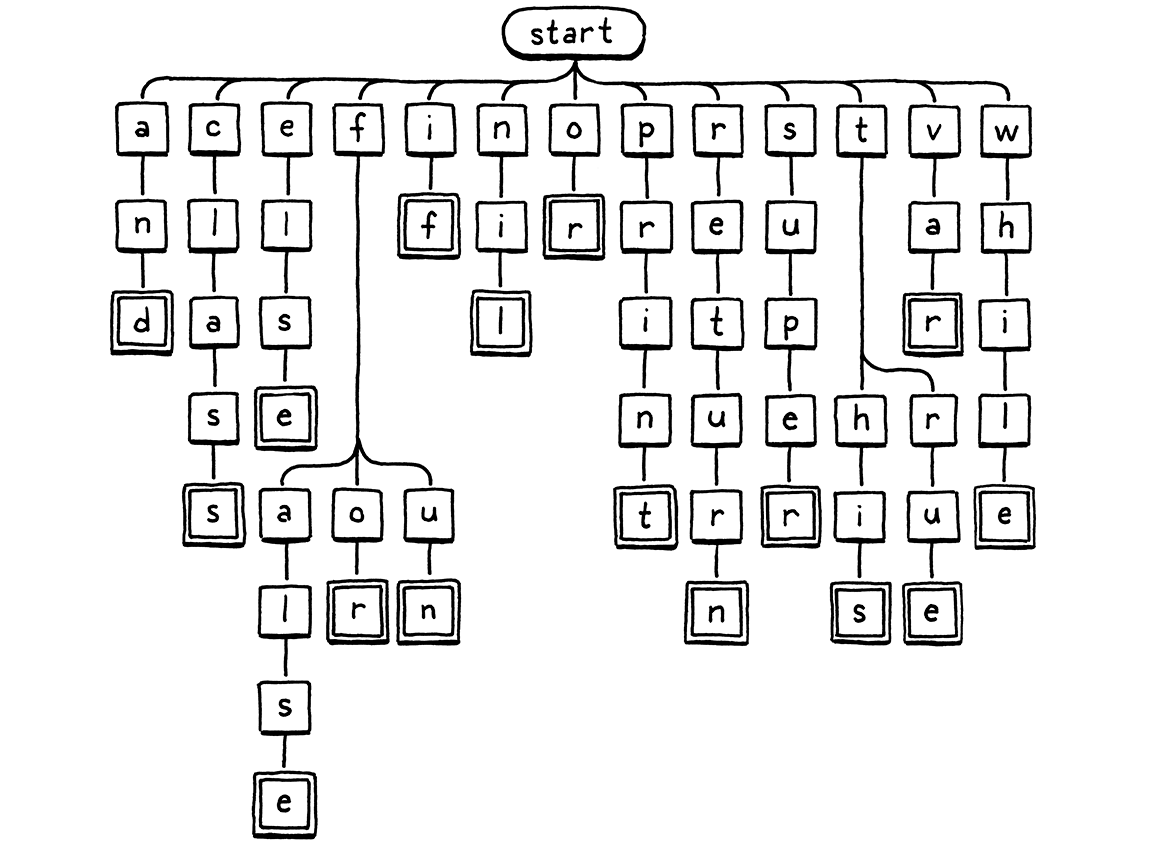 start
a c e f i n o p r s t v w
n l l f i r r e u a h
d a s l i t p r i
s e n u e h r l
s a o u t r r i u e
l r n n s e
s
e